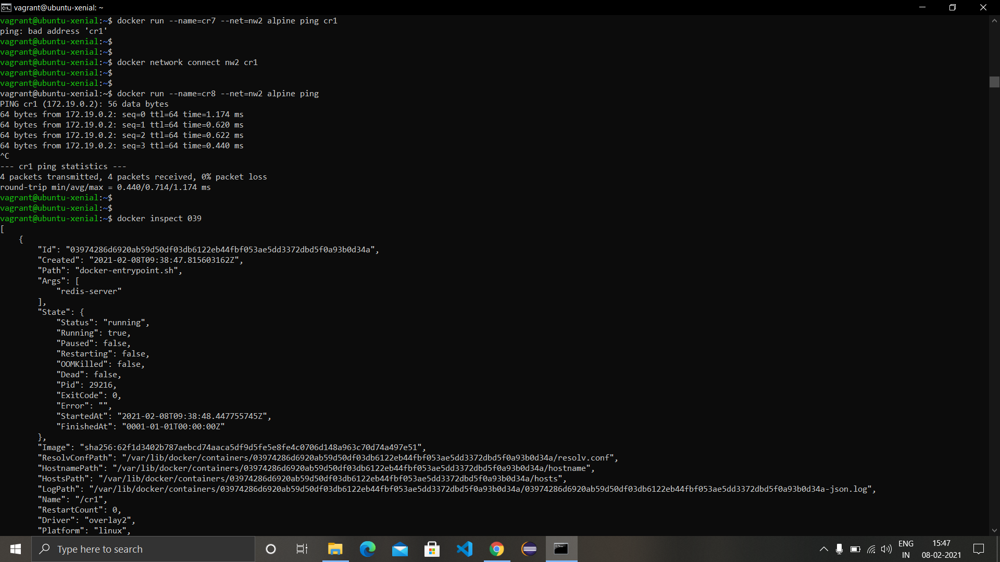 vagrant@ubuntu-xenial: ~
vagrant@ubuntu-xenial:~$ docker run --name=cr7 --net=nw2 alpine ping cr1
ping: bad address 'cr1'
vagrant@ubuntu-xenial:~$
vagrant@ubuntu-xenial:~$
vagrant@ubuntu-xenial:~$ docker network connect nw2 cr1
vagrant@ubuntu-xenial:~$
vagrant@ubuntu-xenial:~$
vagrant@ubuntu-xenial:~$ docker run --name=cr8 --net=nw2 alpine ping
PING cr1 (172.19.0.2): 56 data bytes
64 bytes from 172.19.0.2: seq=0 ttl=64 time=1.174 ms
64 bytes from 172.19.0.2: seq=1 ttl=64 time=0.620 ms
64 bytes from 172.19.0.2: seq=2 ttl=64 time=0.622 ms
64 bytes from 172.19.0.2: seq=3 ttl=64 time=0.440 ms
^C
--- cr1 ping statistics ---
4 packets transmitted, 4 packets received, 0% packet loss
round-trip min/avg/max = 0.440/0.714/1.174 ms
vagrant@ubuntu-xenial:~$
vagrant@ubuntu-xenial:~$
vagrant@ubuntu-xenial:~$ docker inspect 039
[
    {
        "Id": "03974286d6920ab59d50df03db6122eb44fbf053ae5dd3372dbd5f0a93b0d34a",
        "Created": "2021-02-08T09:38:47.815603162Z",
        "Path": "docker-entrypoint.sh",
        "Args": [
            "redis-server"
        ],
        "State": {
            "Status": "running",
            "Running": true,
            "Paused": false,
            "Restarting": false,
            "OOMKilled": false,
            "Dead": false,
            "Pid": 29216,
            "ExitCode": 0,
            "Error": "",
            "StartedAt": "2021-02-08T09:38:48.447755745Z",
            "FinishedAt": "0001-01-01T00:00:00Z"
        },
        "Image": "sha256:62f1d3402b787aebcd74aaca5df9d5fe5e8fe4c0706d148a963c70d74a497e51",
        "ResolvConfPath": "/var/lib/docker/containers/03974286d6920ab59d50df03db6122eb44fbf053ae5dd3372dbd5f0a93b0d34a/resolv.conf",
        "HostnamePath": "/var/lib/docker/containers/03974286d6920ab59d50df03db6122eb44fbf053ae5dd3372dbd5f0a93b0d34a/hostname",
        "HostsPath": "/var/lib/docker/containers/03974286d6920ab59d50df03db6122eb44fbf053ae5dd3372dbd5f0a93b0d34a/hosts",
        "LogPath": "/var/lib/docker/containers/03974286d6920ab59d50df03db6122eb44fbf053ae5dd3372dbd5f0a93b0d34a/03974286d6920ab59d50df03db6122eb44fbf053ae5dd3372dbd5f0a93b0d34a-json.log",
        "Name": "/cr1",
        "RestartCount": 0,
        "Driver": "overlay2",
        "Platform": "linux",
Type here to search
ENG
IN
15:47
08-02-2021